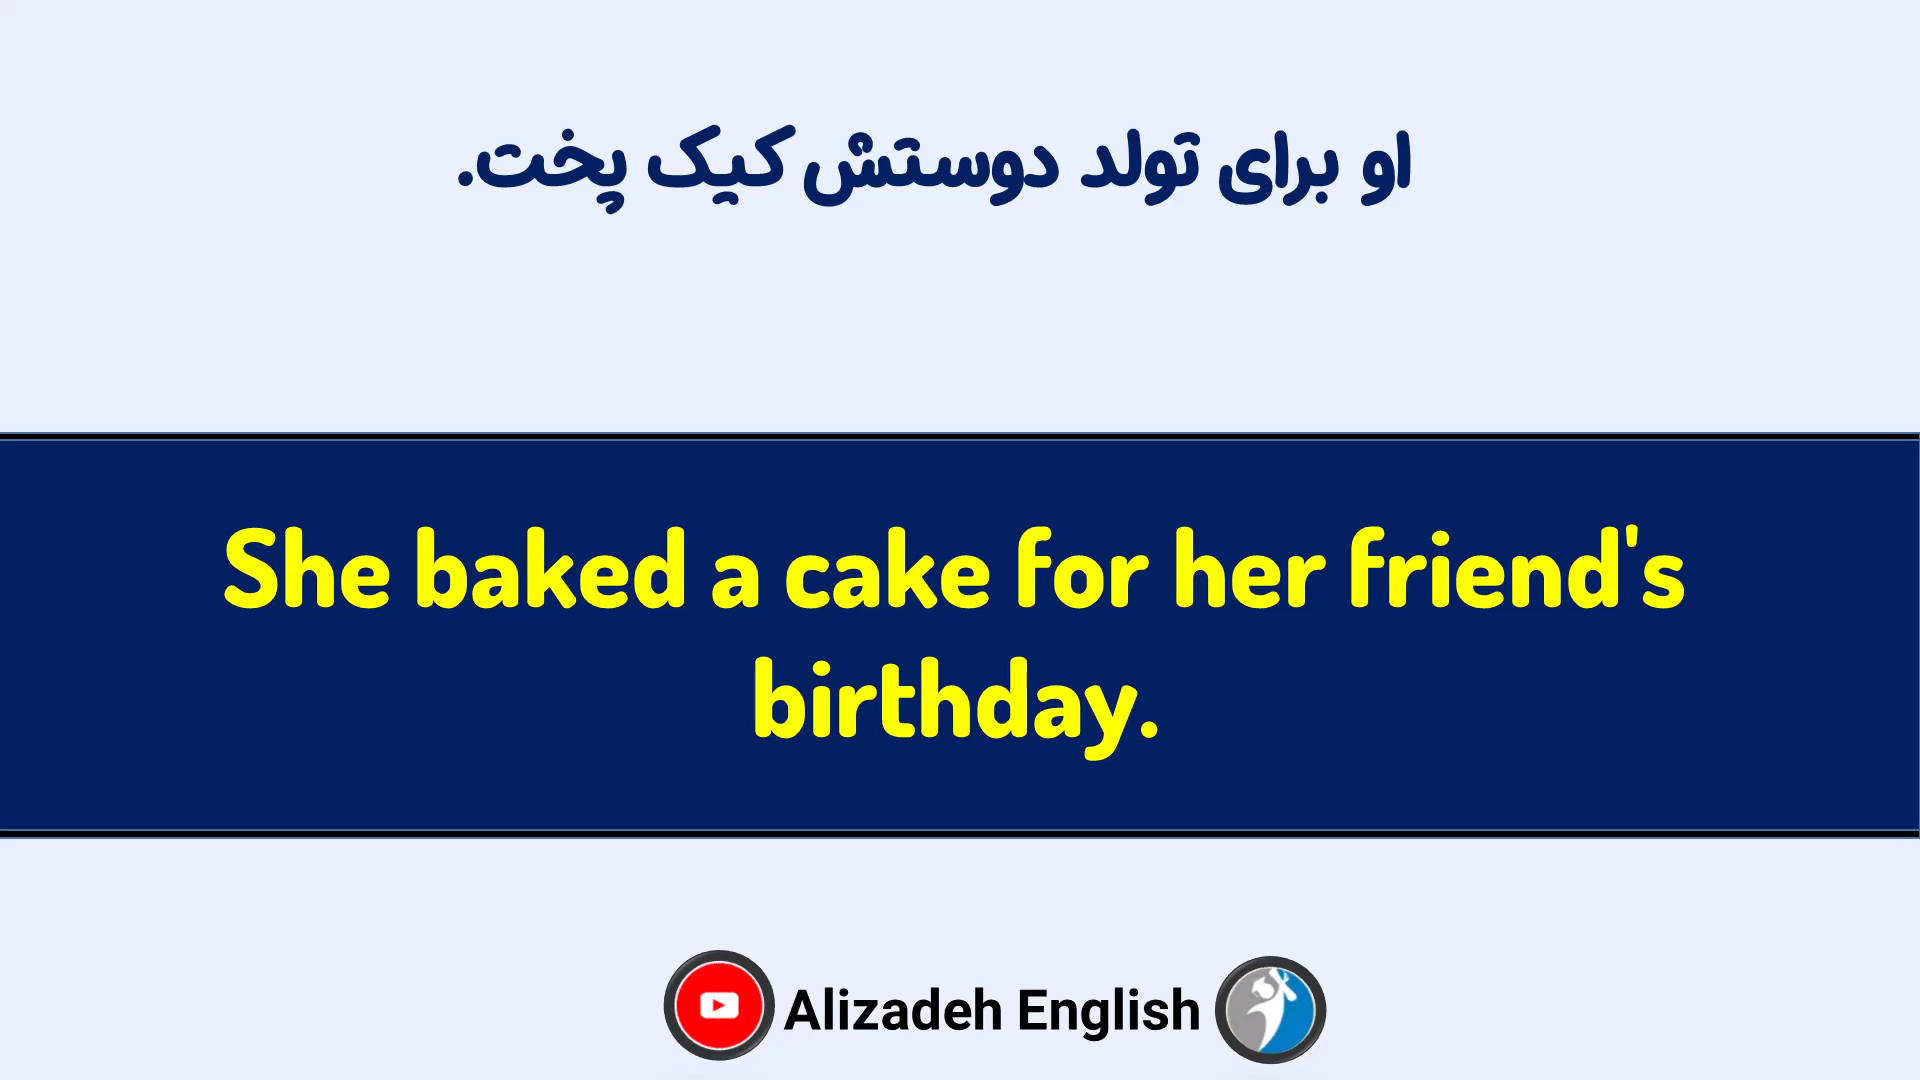 او برای تولد دوستش کیک پخت.
She baked a cake for her friend's
birthday.
Alizadeh English